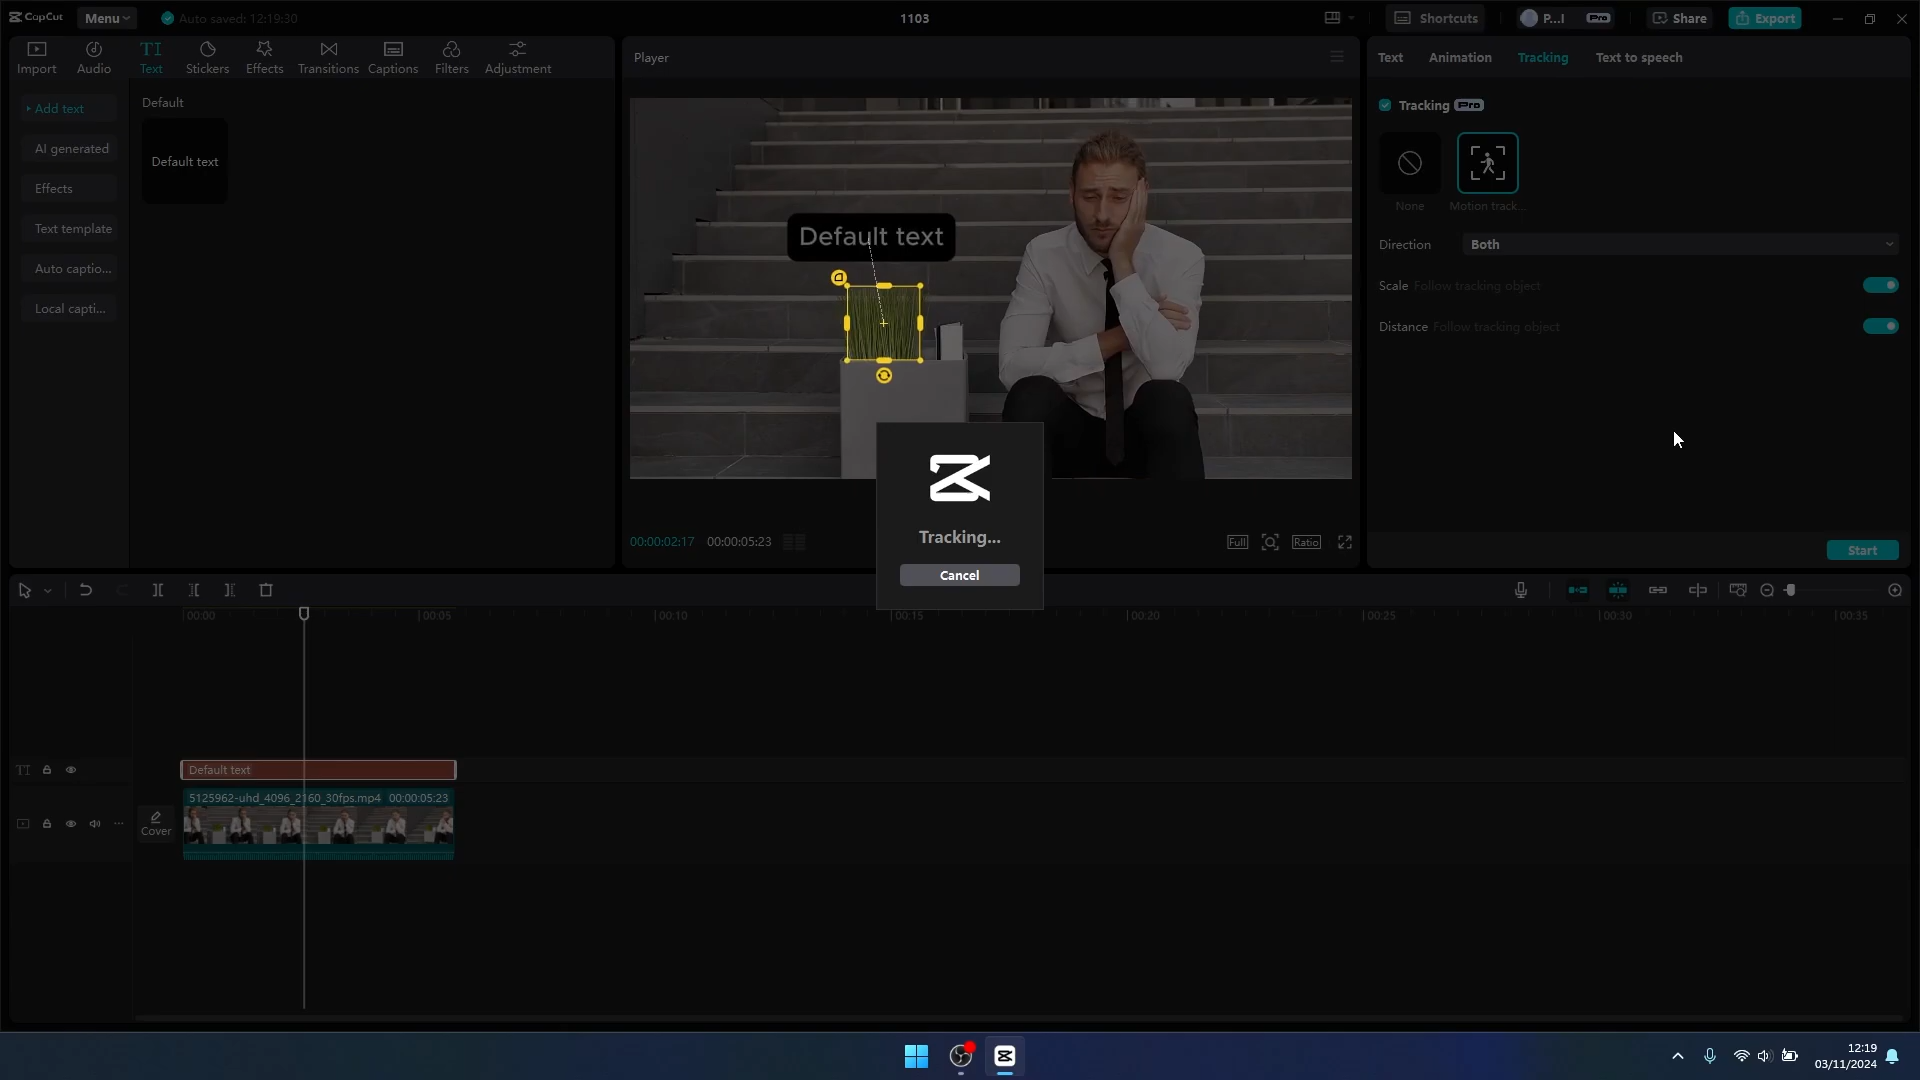 CapCut
Menu
Auto saved: 12:19:30
1103
Shortcuts
P...l
Pro
Share
Export
Import
Audio
TI
Text
Stickers
Effects
Transitions
Captions
Filters
Adjustment
Add text
AI generated
Effects
Text template
Auto captio...
Local capti...
Default
Default text
Player
Default text
Tracking...
Cancel
00:00:02:17
00:00:05:23
Full
Ratio
Text
Animation
Tracking
Text to speech
Tracking
Pro
None
Motion track...
Direction
Both
Scale Follow tracking object
Distance Follow tracking object
Start
00:00
00:05
00:10
00:15
00:20
00:25
00:30
00:35
TI
Default text
Cover
5125962-uhd_4096_2160_30fps.mp4
00:00:05:23
12:19
03/11/2024